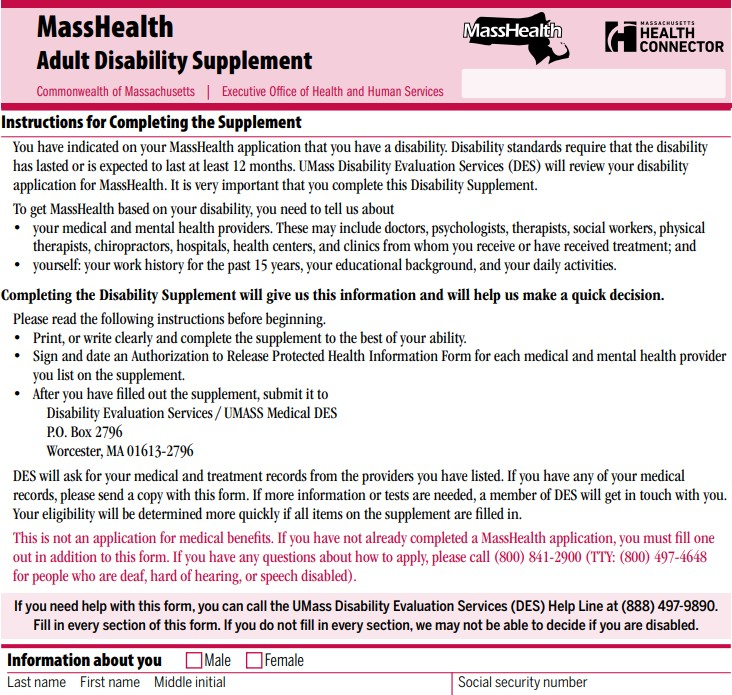 MassHealth
Adult Disability Supplement
Commonwealth of Massachusetts | Executive Office of Health and Human Services
MassHealth
MASSACHUSETTS
HEALTH
CONNECTOR
Instructions for Completing the Supplement
You have indicated on your MassHealth application that you have a disability. Disability standards require that the disability
has lasted or is expected to last at least 12 months. UMass Disability Evaluation Services (DES) will review your disability
application for MassHealth. It is very important that you complete this Disability Supplement.
To get MassHealth based on your disability, you need to tell us about
• your medical and mental health providers. These may include doctors, psychologists, therapists, social workers, physical
therapists, chiropractors, hospitals, health centers, and clinics from whom you receive or have received treatment; and
• yourself: your work history for the past 15 years, your educational background, and your daily activities.
Completing the Disability Supplement will give us this information and will help us make a quick decision.
Please read the following instructions before beginning.
• Print, or write clearly and complete the supplement to the best of your ability.
• Sign and date an Authorization to Release Protected Health Information Form for each medical and mental health provider
you list on the supplement.
• After you have filled out the supplement, submit it to
Disability Evaluation Services / UMASS Medical DES
P.O. Box 2796
Worcester, MA 01613-2796
DES will ask for your medical and treatment records from the providers you have listed. If you have any of your medical
records, please send a copy with this form. If more information or tests are needed, a member of DES will get in touch with you.
Your eligibility will be determined more quickly if all items on the supplement are filled in.
This is not an application for medical benefits. If you have not already completed a MassHealth application, you must fill one
out in addition to this form. If you have any questions about how to apply, please call (800) 841-2900 (TTY: (800) 497-4648
for people who are deaf, hard of hearing, or speech disabled).
If you need help with this form, you can call the UMass Disability Evaluation Services (DES) Help Line at (888) 497-9890.
Fill in every section of this form. If you do not fill in every section, we may not be able to decide if you are disabled.
Information about you Male Female
Last name First name Middle initial Social security number